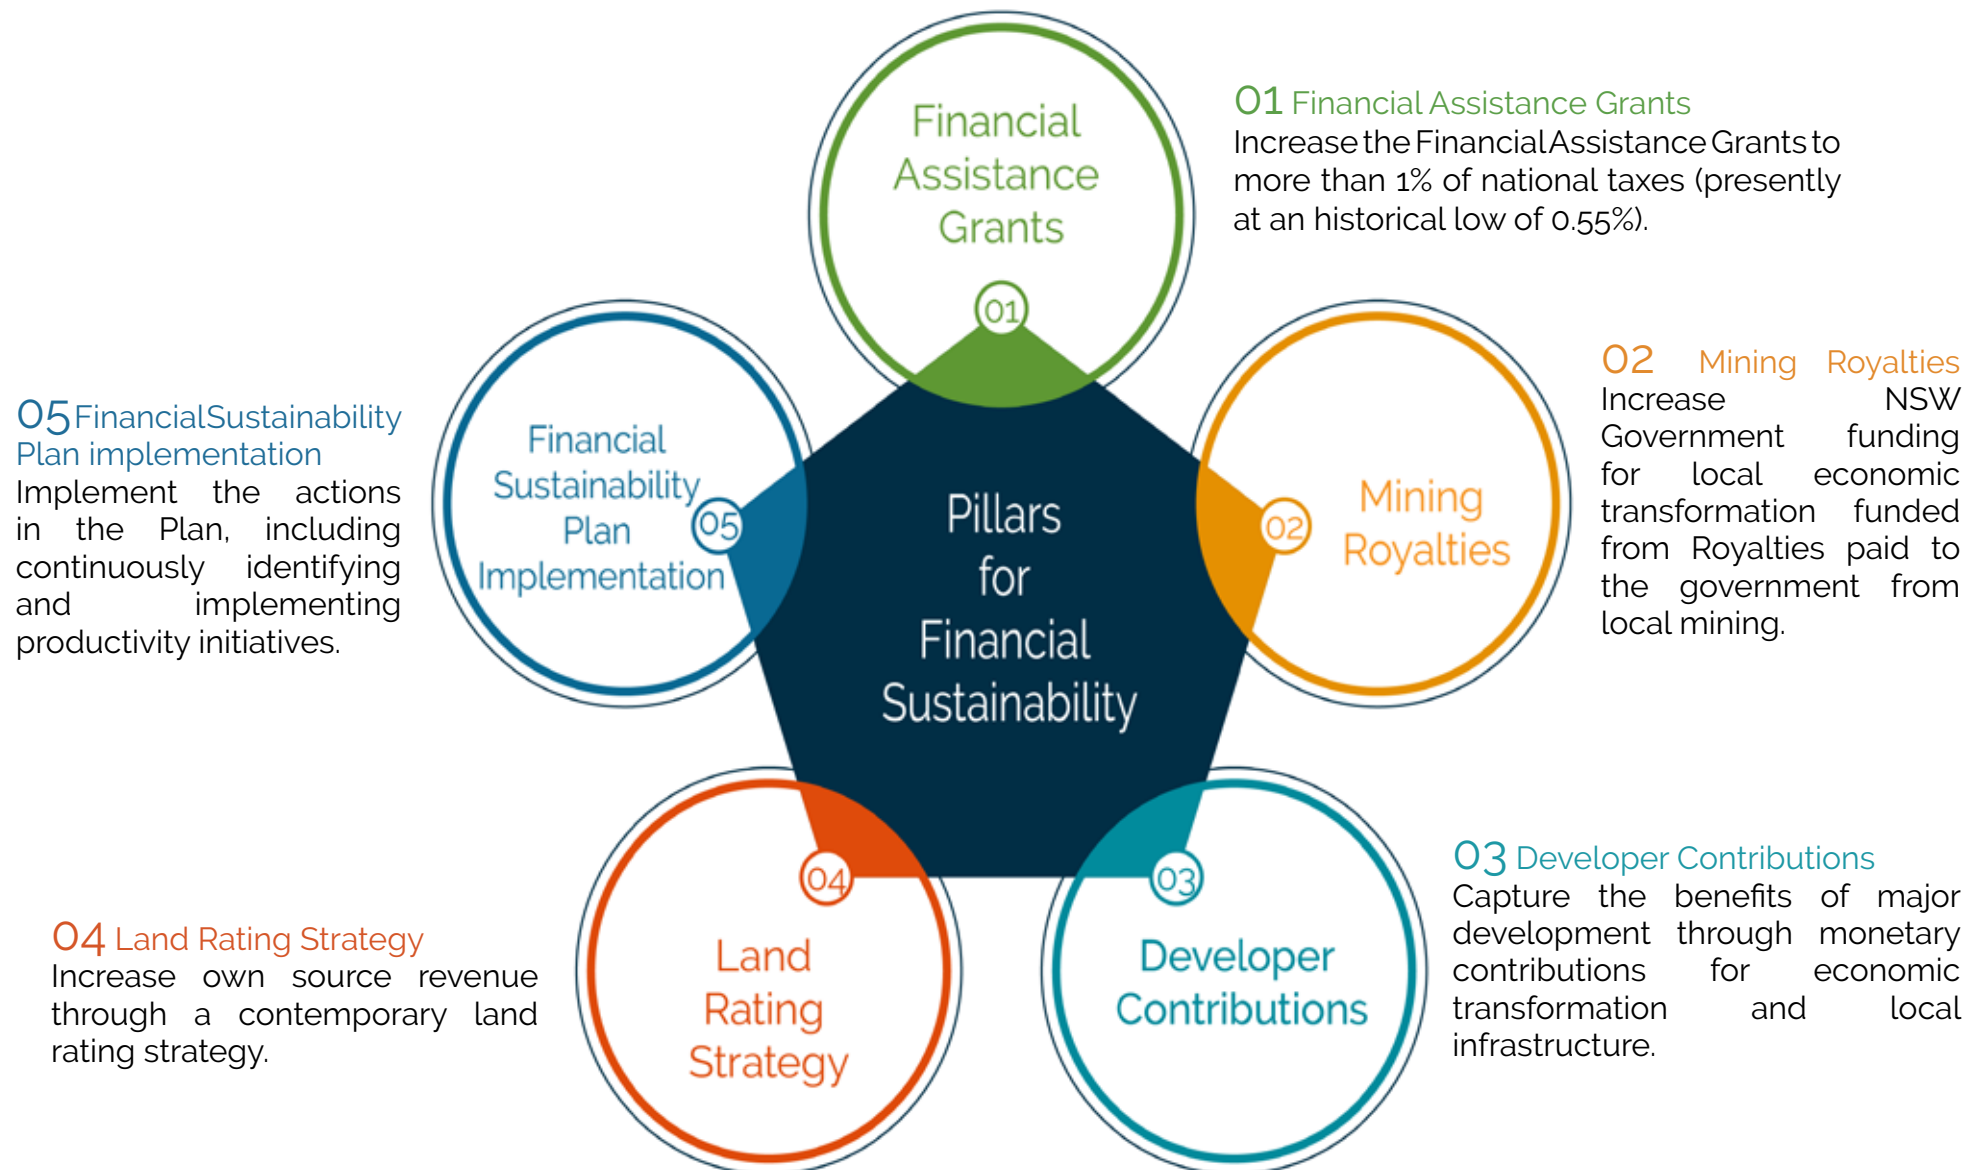 Financial
Assistance
Grants
01
01 Financial Assistance Grants
Increase the Financial Assistance Grants to
more than 1% of national taxes (presently
at an historical low of 0.55%).
Mining
Royalties
02
02 Mining Royalties
Increase NSW
Government funding
for local economic
transformation funded
from Royalties paid to
the government from
local mining.
Pillars
for
Financial
Sustainability
Financial
Sustainability
Plan
Implementation
05
05 Financial Sustainability
Plan implementation
Implement the actions
in the Plan, including
continuously identifying
and implementing
productivity initiatives.
03
Developer
Contributions
03 Developer Contributions
Capture the benefits of major
development through monetary
contributions for economic
transformation and local
infrastructure.
04
Land
Rating
Strategy
04 Land Rating Strategy
Increase own source revenue
through a contemporary land
rating strategy.